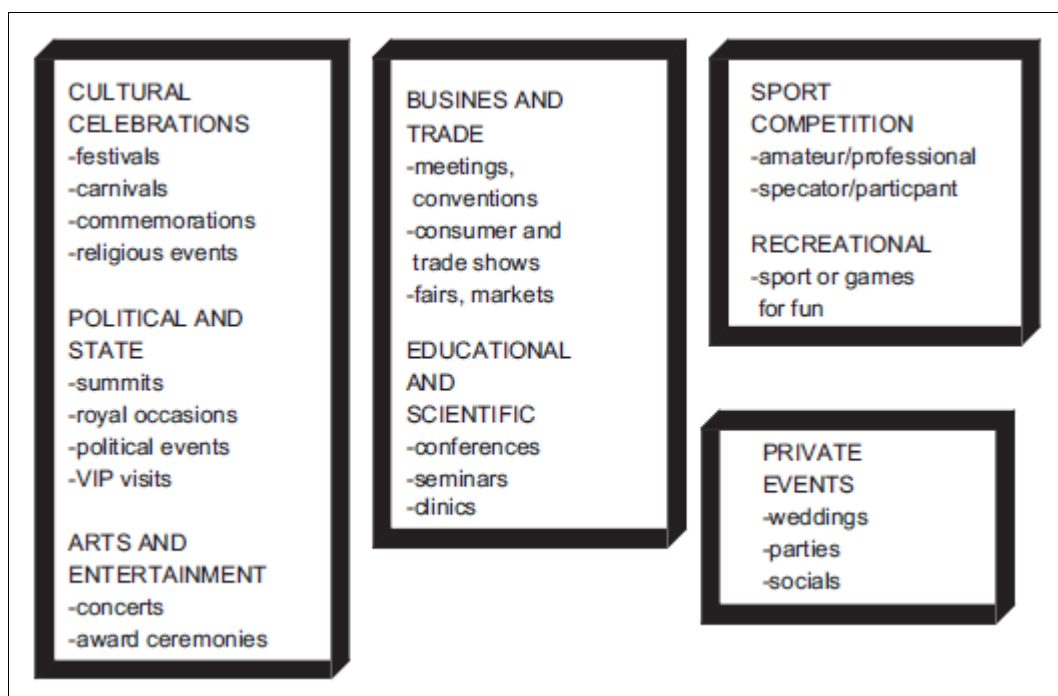 CULTURAL
CELEBRATIONS
-festivals
-carnivals
-commemorations
-religious events
POLITICAL AND
STATE
-summits
-royal occasions
-political events
-VIP visits
ARTS AND
ENTERTAINMENT
-concerts
-award ceremonies
BUSINES AND
TRADE
-meetings,
conventions
-consumer and
trade shows
-fairs, markets
EDUCATIONAL
AND
SCIENTIFIC
-conferences
-seminars
-clinics
SPORT
COMPETITION
-amateur/professional
-specator/particpant
RECREATIONAL
-sport or games
for fun
PRIVATE
EVENTS
-weddings
-parties
-socials